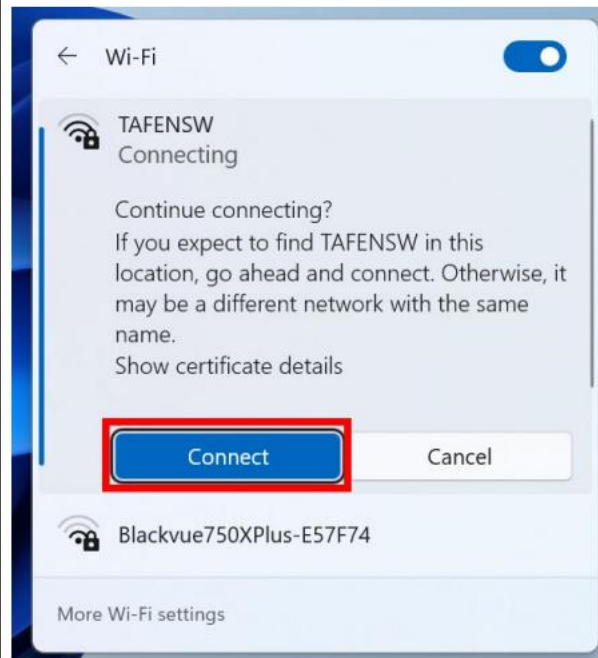 Wi-Fi
TAFENSW
Connecting
Continue connecting?
If you expect to find TAFENSW in this
location, go ahead and connect. Otherwise, it
may be a different network with the same
name.
Show certificate details
Connect
Cancel
Blackvue750XPlus-E57F74
More Wi-Fi settings